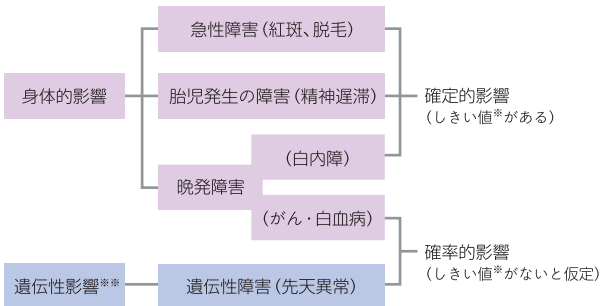 急性障害（紅斑、脱毛）
身体的影響
胎児発生の障害（精神遅滞）
確定的影響
（しきい値※がある）
（白内障）
晩発障害
（がん・白血病）
確率的影響
（しきい値※がないと仮定）
遺伝性影響※※
遺伝性障害（先天異常）